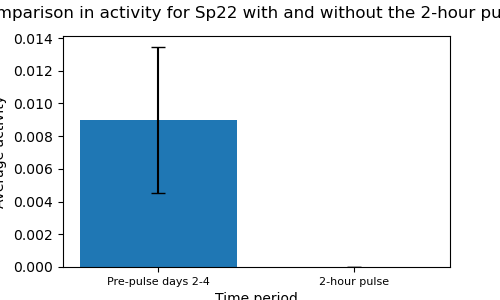 mparison in activity for Sp22 with and without the 2-hour pu
0.014
0.012
0.010
0.008
0.006
0.004
0.002
0.000
Average activity
Pre-pulse days 2-4
2-hour pulse
Time period